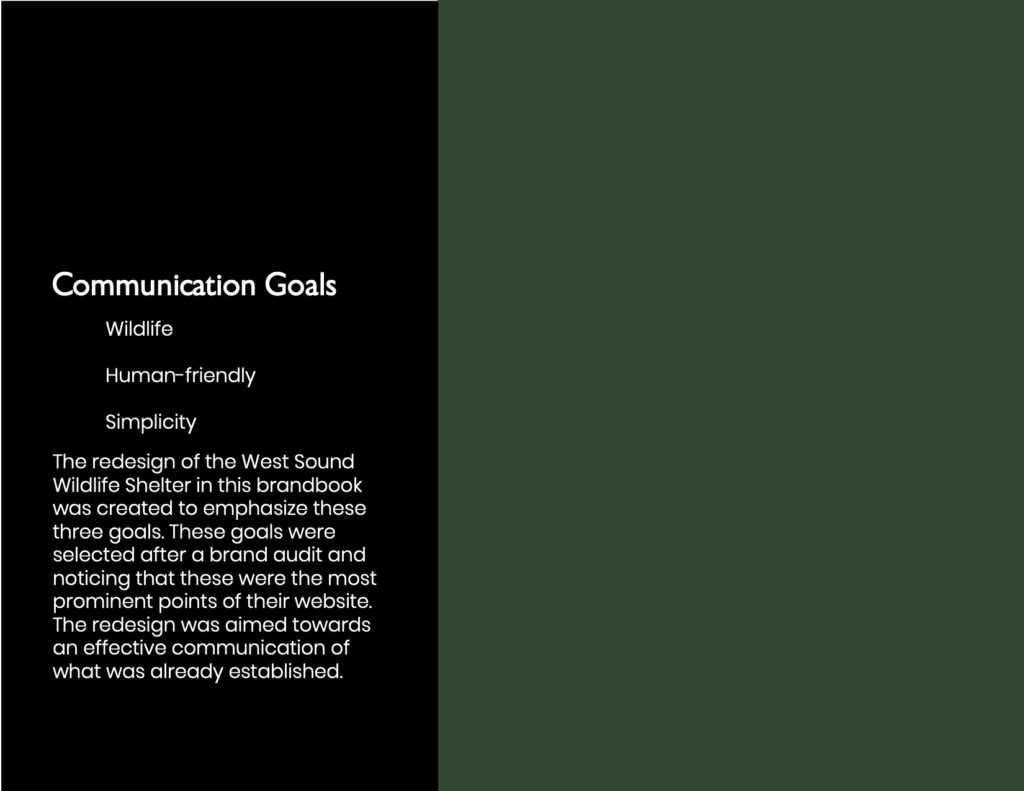 Communication Goals
Wildlife
Human-friendly
Simplicity
The redesign of the West Sound
Wildlife Shelter in this brandbook
was created to emphasize these
three goals. These goals were
selected after a brand audit and
noticing that these were the most
prominent points of their website.
The redesign was aimed towards
an effective communication of
what was already established.